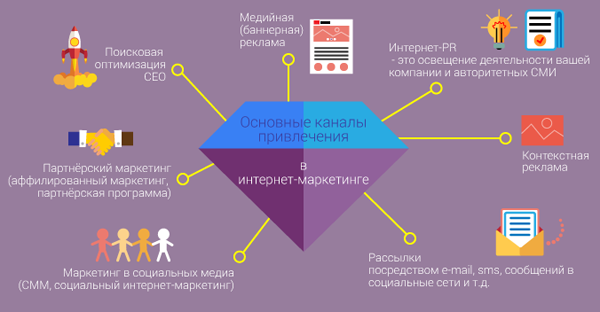 Медийная
(баннерная)
реклама
Поисковая
оптимизация
СЕО
Интернет-PR
- это освещение деятельности вашей
компании и авторитетных СМИ
Основные каналы
привлечения
в
интернет-маркетинге
Контекстная
реклама
Партнёрский маркетинг
(аффилированный маркетинг,
партнёрская программа)
Маркетинг в социальных медиа
(СММ, социальный интернет-маркетинг)
Рассылки
посредством e-mail, sms, сообщений в
социальные сети и т.д.